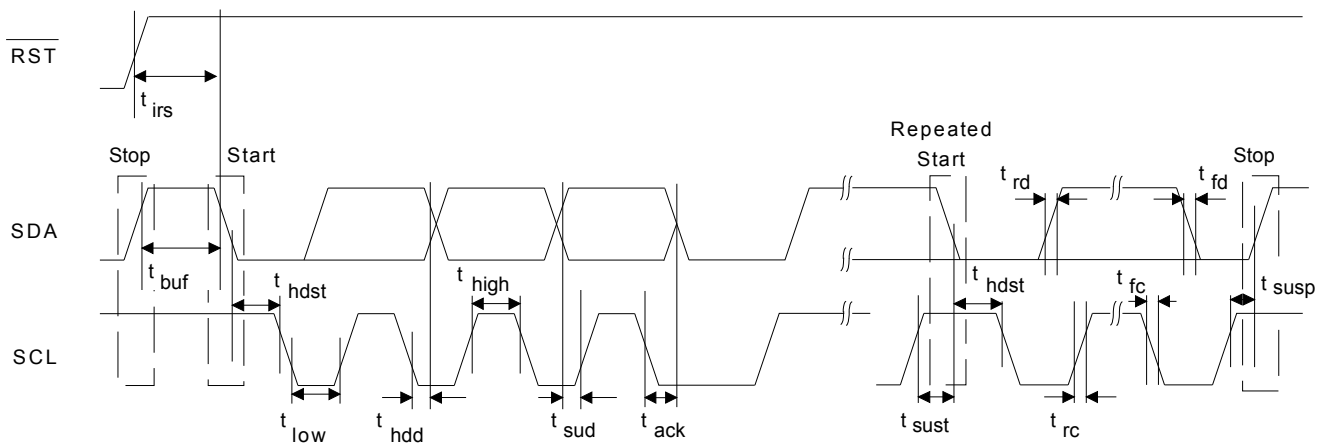 RST
t irs
Repeated
Stop Start Start Stop
t rd t fd
SDA
t buf t hdst t high t hdst t fc t susp
SCL
t low t hdd t sud t ack t sust t rc